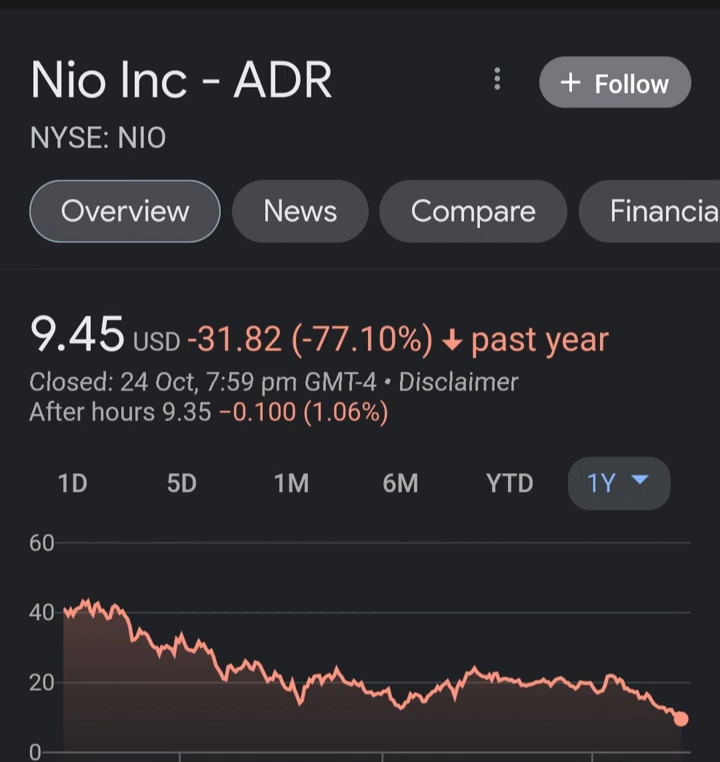 Nio Inc - ADR
+ Follow
NYSE: NIO
Overview News Compare Financia
9.45 USD -31.82 (-77.10%) ↓ past year
Closed: 24 Oct, 7:59 pm GMT-4 • Disclaimer
After hours 9.35 −0.100 (1.06%)
1D 5D 1M 6M YTD 1Y
60
40
20
0